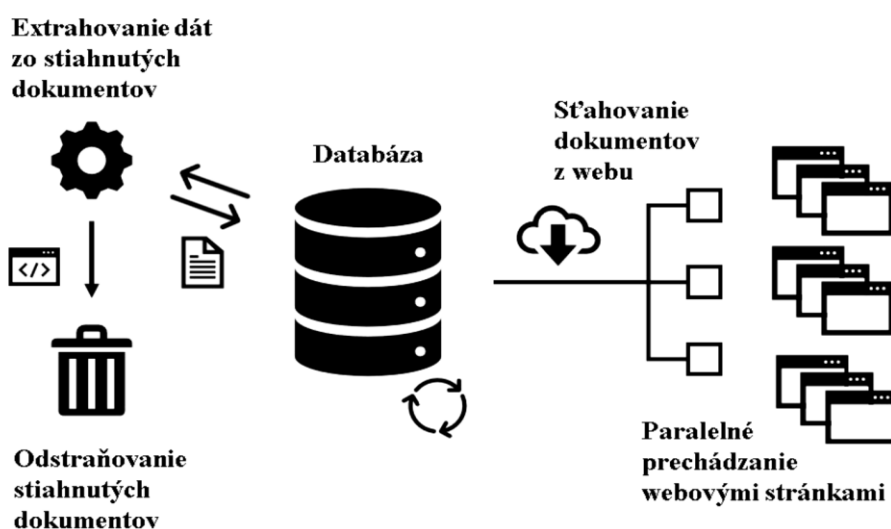 Extrahovanie dát
zo stiahnutých
dokumentov
Databáza
Sťahovanie
dokumentov
z webu
</>
Odstraňovanie
stiahnutých
dokumentov
Paralelné
prechádzanie
webovými stránkami